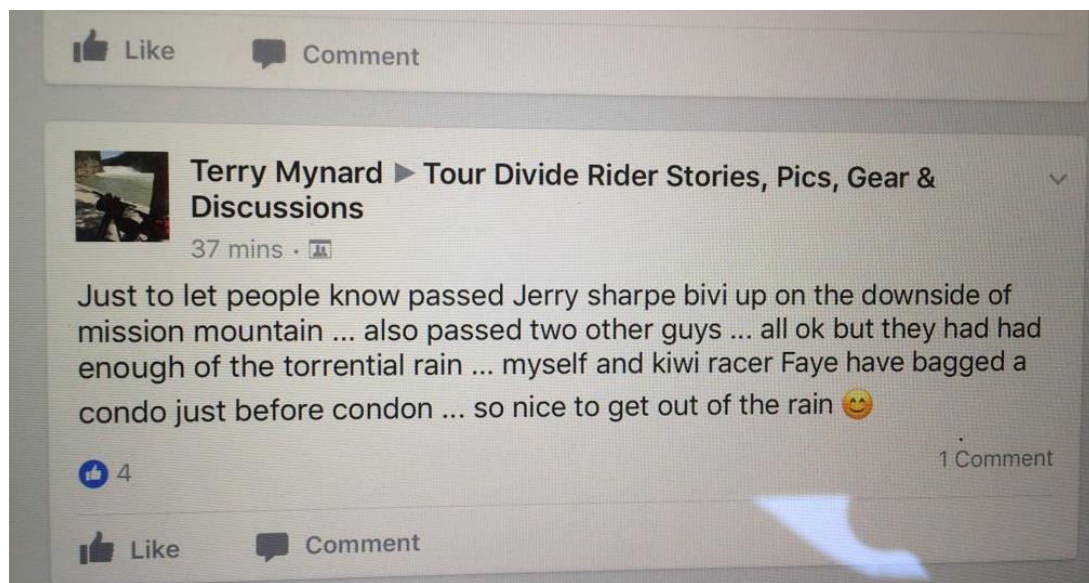 Like Comment
Terry Mynard ▶ Tour Divide Rider Stories, Pics, Gear &
Discussions
37 mins ·
Just to let people know passed Jerry sharpe bivi up on the downside of
mission mountain ... also passed two other guys ... all ok but they had had
enough of the torrential rain ... myself and kiwi racer Faye have bagged a
condo just before condon ... so nice to get out of the rain 😊
4 1 Comment
Like Comment